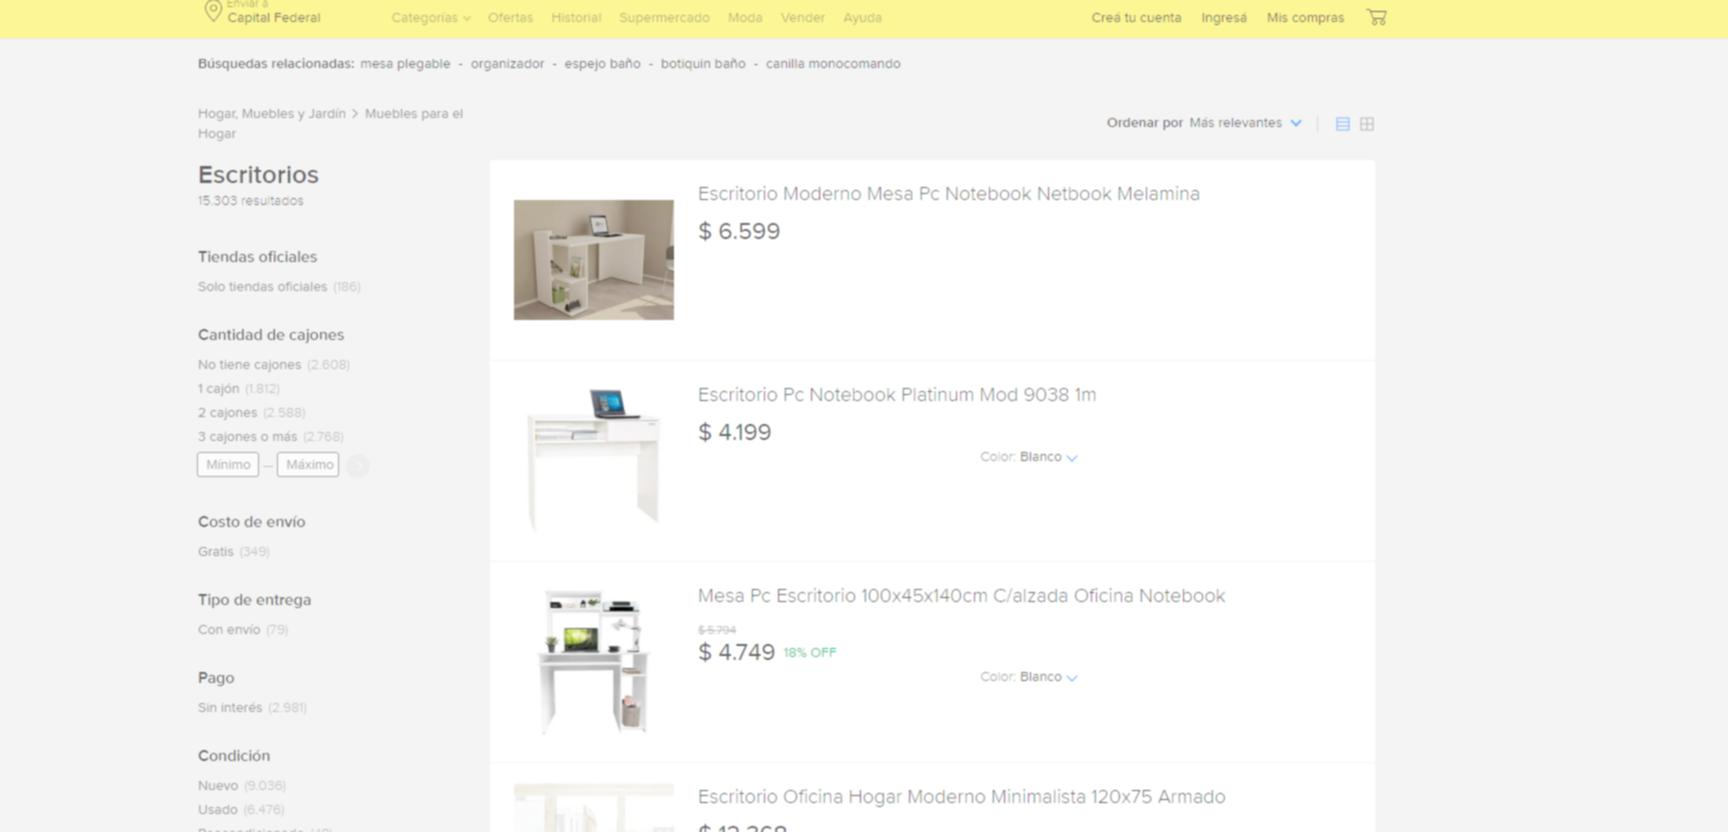 Enviar a
Capital Federal
Categorías Ofertas Historial Supermercado Moda Vender Ayuda
Creá tu cuenta Ingresá Mis compras
Búsquedas relacionadas: mesa plegable - organizador - espejo baño - botiquin baño - canilla monocomando
Hogar, Muebles y Jardín > Muebles para el
Hogar
Ordenar por Más relevantes
Escritorios
15.303 resultados
Tiendas oficiales
Solo tiendas oficiales (186)
Cantidad de cajones
No tiene cajones (2.608)
1 cajón (1.812)
2 cajones (2.588)
3 cajones o más (2.768)
Mínimo — Máximo
Costo de envío
Gratis (349)
Tipo de entrega
Con envío (79)
Pago
Sin interés (2.981)
Condición
Nuevo (9.036)
Usado (6.476)
Escritorio Moderno Mesa Pc Notebook Netbook Melamina
$ 6.599
Escritorio Pc Notebook Platinum Mod 9038 1m
$ 4.199
Color: Blanco
Mesa Pc Escritorio 100x45x140cm C/alzada Oficina Notebook
$ 5.794
$ 4.749 18% OFF
Color: Blanco
Escritorio Oficina Hogar Moderno Minimalista 120x75 Armado